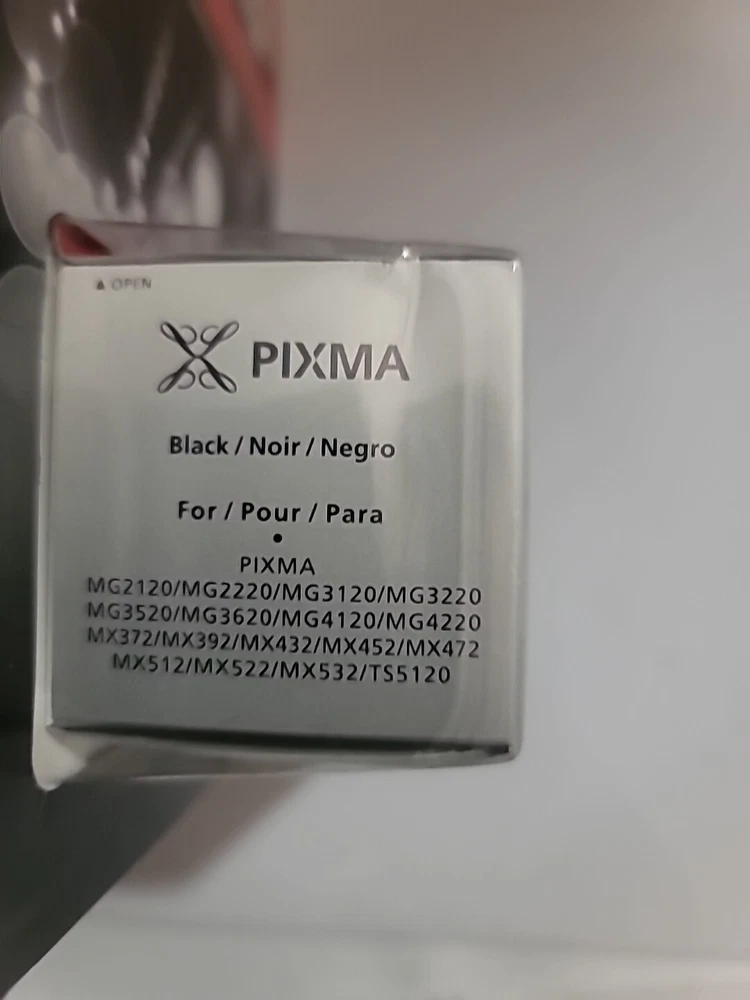 ▲ OPEN
PIXMA
Black / Noir / Negro
For / Pour / Para
•
PIXMA
MG2120/MG2220/MG3120/MG3220
MG3520/MG3620/MG4120/MG4220
MX372/MX392/MX432/MX452/MX472
MX512/MX522/MX532/TS5120